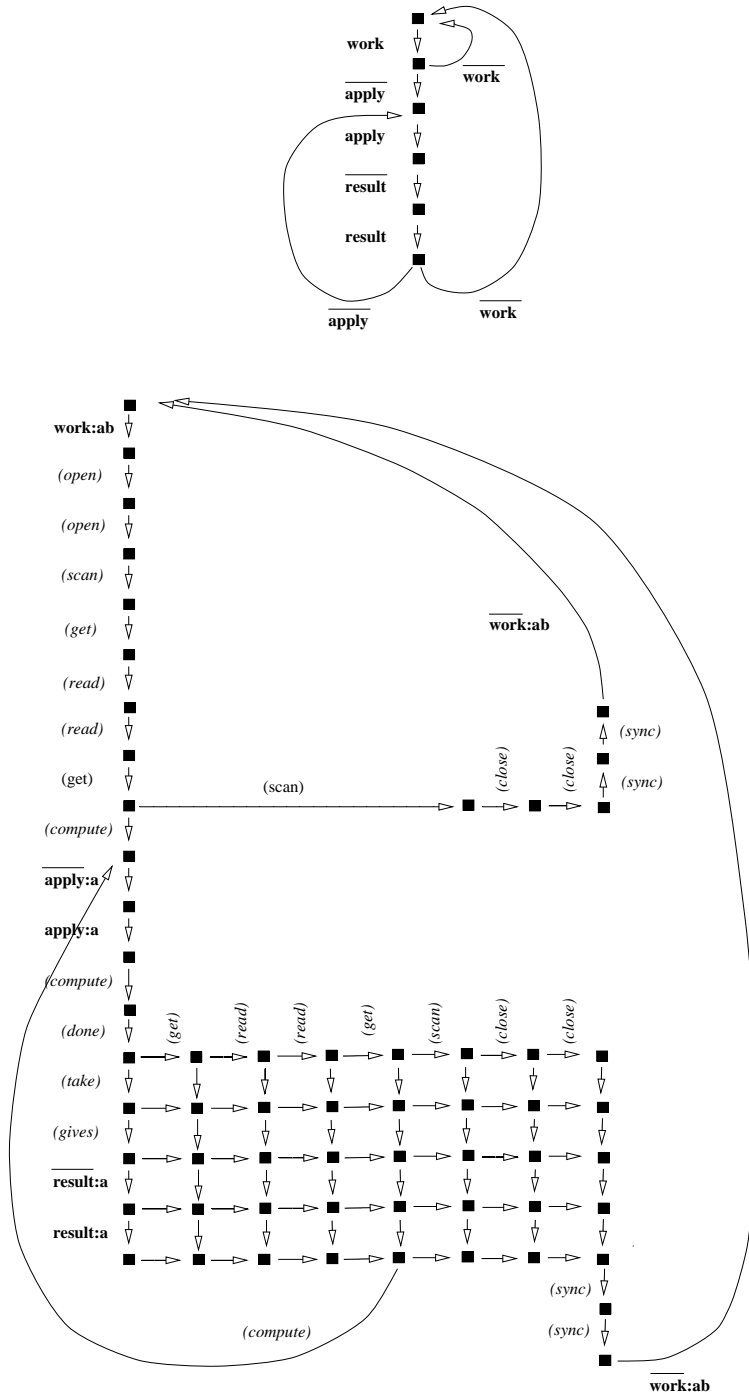 work
work
apply
apply
result
result
apply
work
work:ab
(open)
(open)
(scan)
(get)
work:ab
(read)
(read)
(sync)
(get)
(scan)
(close)
(close)
(sync)
(compute)
apply:a
apply:a
(compute)
(get)
(read)
(read)
(get)
(scan)
(close)
(close)
(done)
(take)
(gives)
result:a
result:a
(sync)
(compute)
(sync)
work:ab